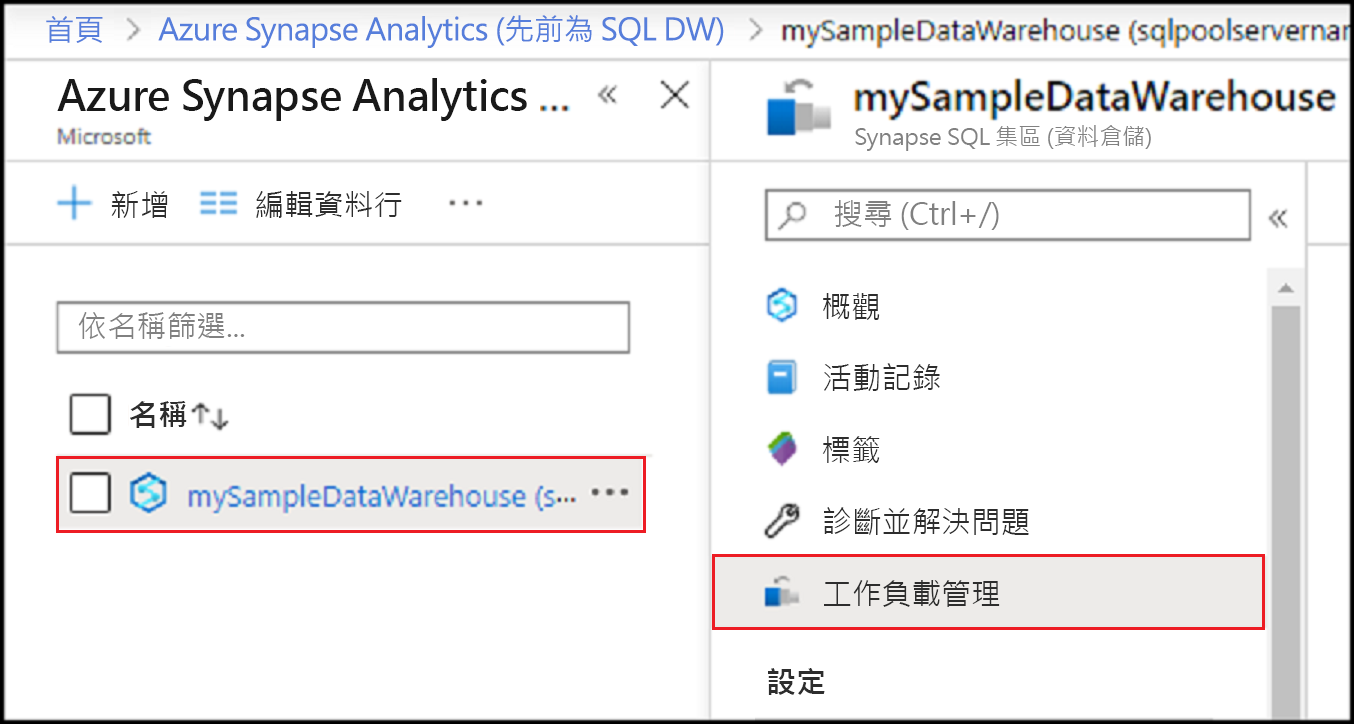 首頁 > Azure Synapse Analytics (先前為 SQL DW) > mySampleDataWarehouse (sqlpoolservernar
Azure Synapse Analytics ...
Microsoft
新增 編輯資料行 ...
依名稱篩選...
名稱↑↓
mySampleDataWarehouse (s... ...
mySampleDataWarehouse
Synapse SQL 集區 (資料倉儲)
搜尋 (Ctrl+/)
概觀
活動記錄
標籤
診斷並解決問題
工作負載管理
設定